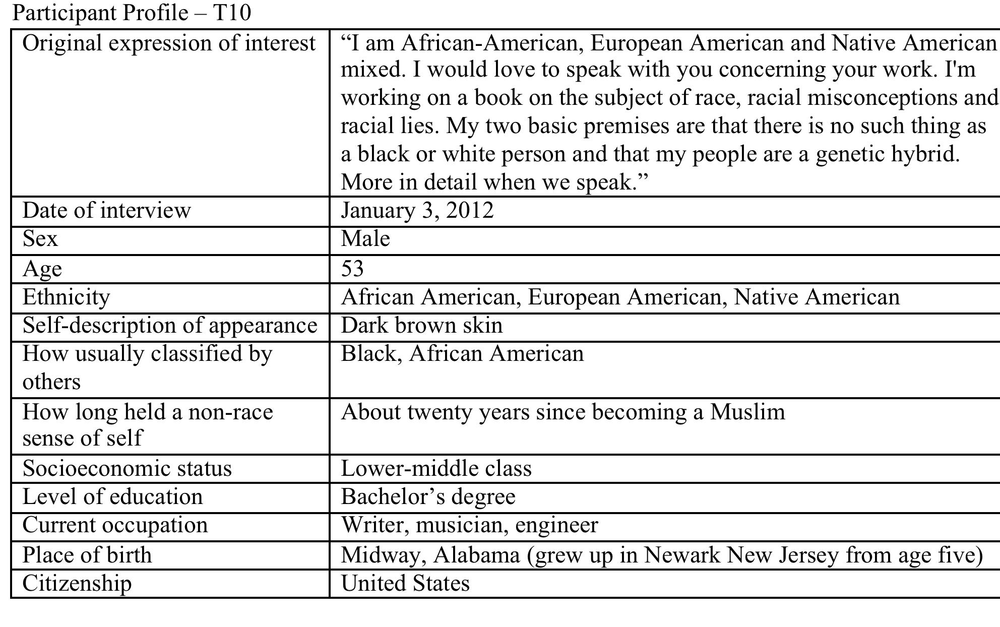 Participant Profile – T10
Original expression of interest
“I am African-American, European American and Native American
mixed. I would love to speak with you concerning your work. I'm
working on a book on the subject of race, racial misconceptions and
racial lies. My two basic premises are that there is no such thing as
a black or white person and that my people are a genetic hybrid.
More in detail when we speak.”
Date of interview
January 3, 2012
Sex
Male
Age
53
Ethnicity
African American, European American, Native American
Self-description of appearance
Dark brown skin
How usually classified by
others
Black, African American
How long held a non-race
sense of self
About twenty years since becoming a Muslim
Socioeconomic status
Lower-middle class
Level of education
Bachelor’s degree
Current occupation
Writer, musician, engineer
Place of birth
Midway, Alabama (grew up in Newark New Jersey from age five)
Citizenship
United States